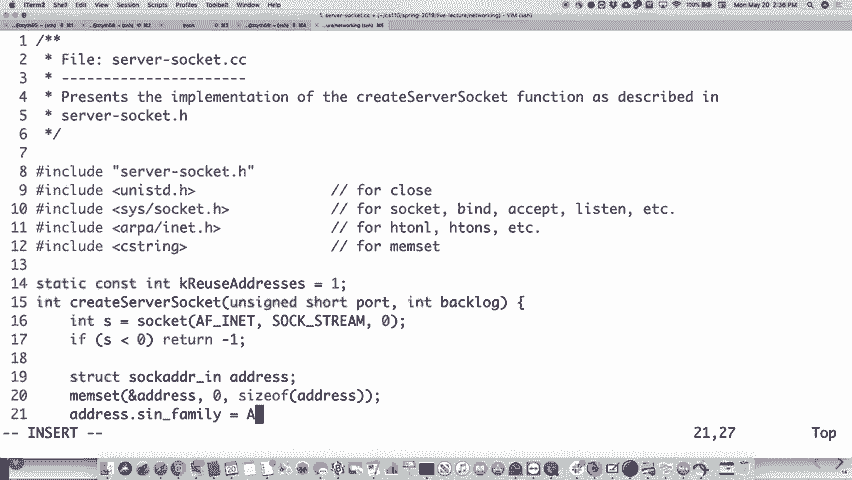 iTerm2 Shell Edit View Session Scripts Profiles Toolbelt Window Help 100% Mon May 20 2:36 PM
1. server-socket.cc + (~/cs110/spring-2019/live-lecture/networking) - VIM (ssh)
1 /**
2  * File: server-socket.cc
3  * ----------------------
4  * Presents the implementation of the createServerSocket function as described in
5  * server-socket.h
6  */
7
8 #include "server-socket.h"
9 #include <unistd.h> // for close
10 #include <sys/socket.h> // for socket, bind, accept, listen, etc.
11 #include <arpa/inet.h> // for htonl, htons, etc.
12 #include <cstring> // for memset
13
14 static const int kReuseAddresses = 1;
15 int createServerSocket(unsigned short port, int backlog) {
16     int s = socket(AF_INET, SOCK_STREAM, 0);
17     if (s < 0) return -1;
18
19     struct sockaddr_in address;
20     memset(&address, 0, sizeof(address));
21     address.sin_family = A
-- INSERT -- 21,27 Top